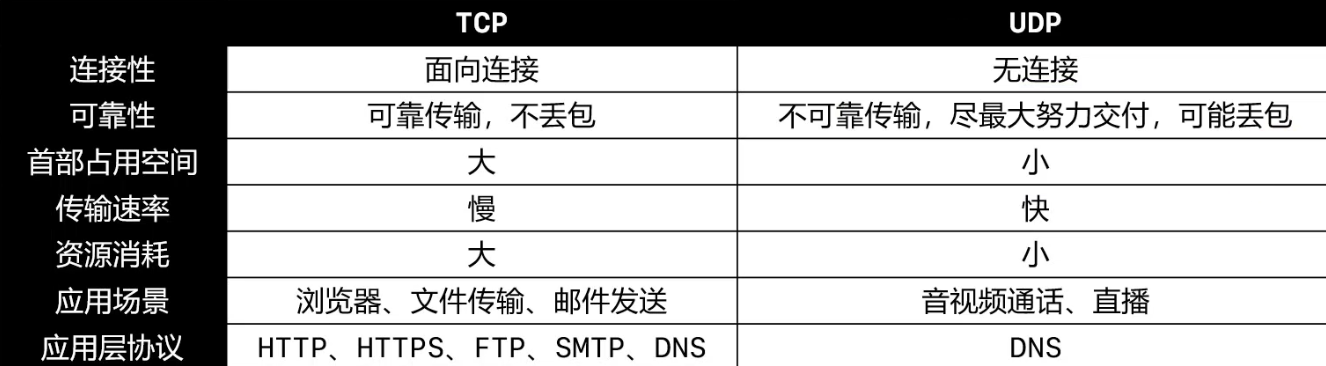 TCP UDP
连接性 面向连接 无连接
可靠性 可靠传输，不丢包 不可靠传输，尽最大努力交付，可能丢包
首部占用空间 大 小
传输速率 慢 快
资源消耗 大 小
应用场景 浏览器、文件传输、邮件发送 音视频通话、直播
应用层协议 HTTP、HTTPS、FTP、SMTP、DNS DNS